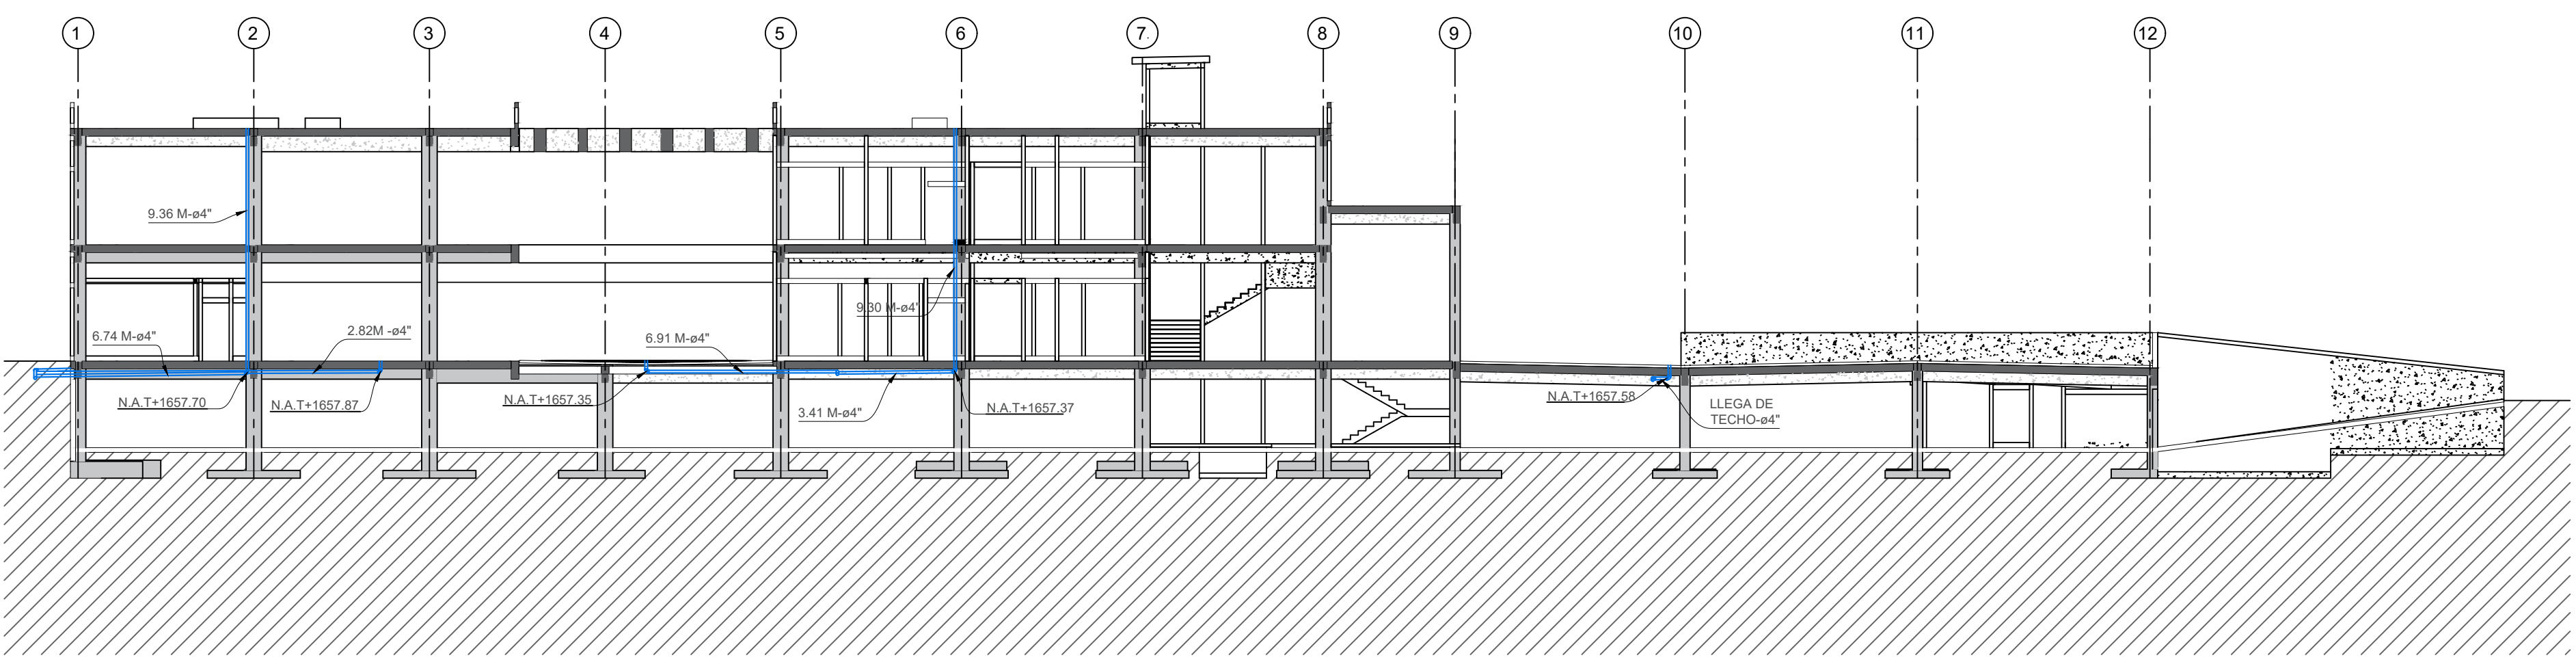 1 2 3 4 5 6 7. 8 9 10 11 12
9.36 M-ø4"
9.30 M-ø4"
6.74 M-ø4"
2.82M -ø4"
6.91 M-ø4"
N.A.T+1657.70
N.A.T+1657.87
N.A.T+1657.35
3.41 M-ø4"
N.A.T+1657.37
N.A.T+1657.58
LLEGA DE
TECHO-ø4"